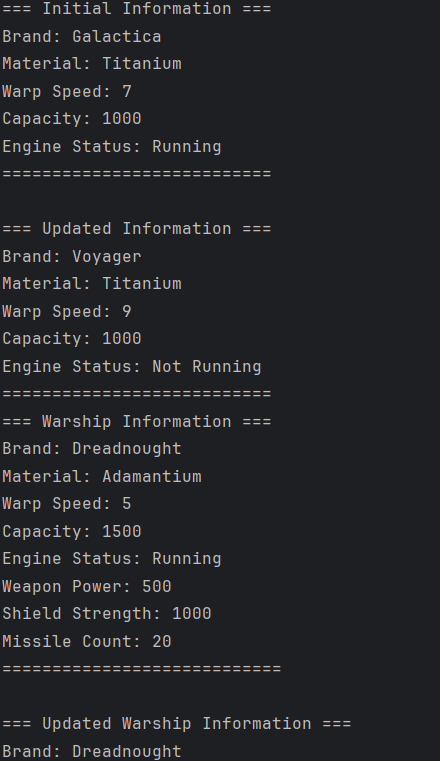 === Initial Information ===
Brand: Galactica
Material: Titanium
Warp Speed: 7
Capacity: 1000
Engine Status: Running
===========================
=== Updated Information ===
Brand: Voyager
Material: Titanium
Warp Speed: 9
Capacity: 1000
Engine Status: Not Running
===========================
=== Warship Information ===
Brand: Dreadnought
Material: Adamantium
Warp Speed: 5
Capacity: 1500
Engine Status: Running
Weapon Power: 500
Shield Strength: 1000
Missile Count: 20
============================
=== Updated Warship Information ===
Brand: Dreadnought